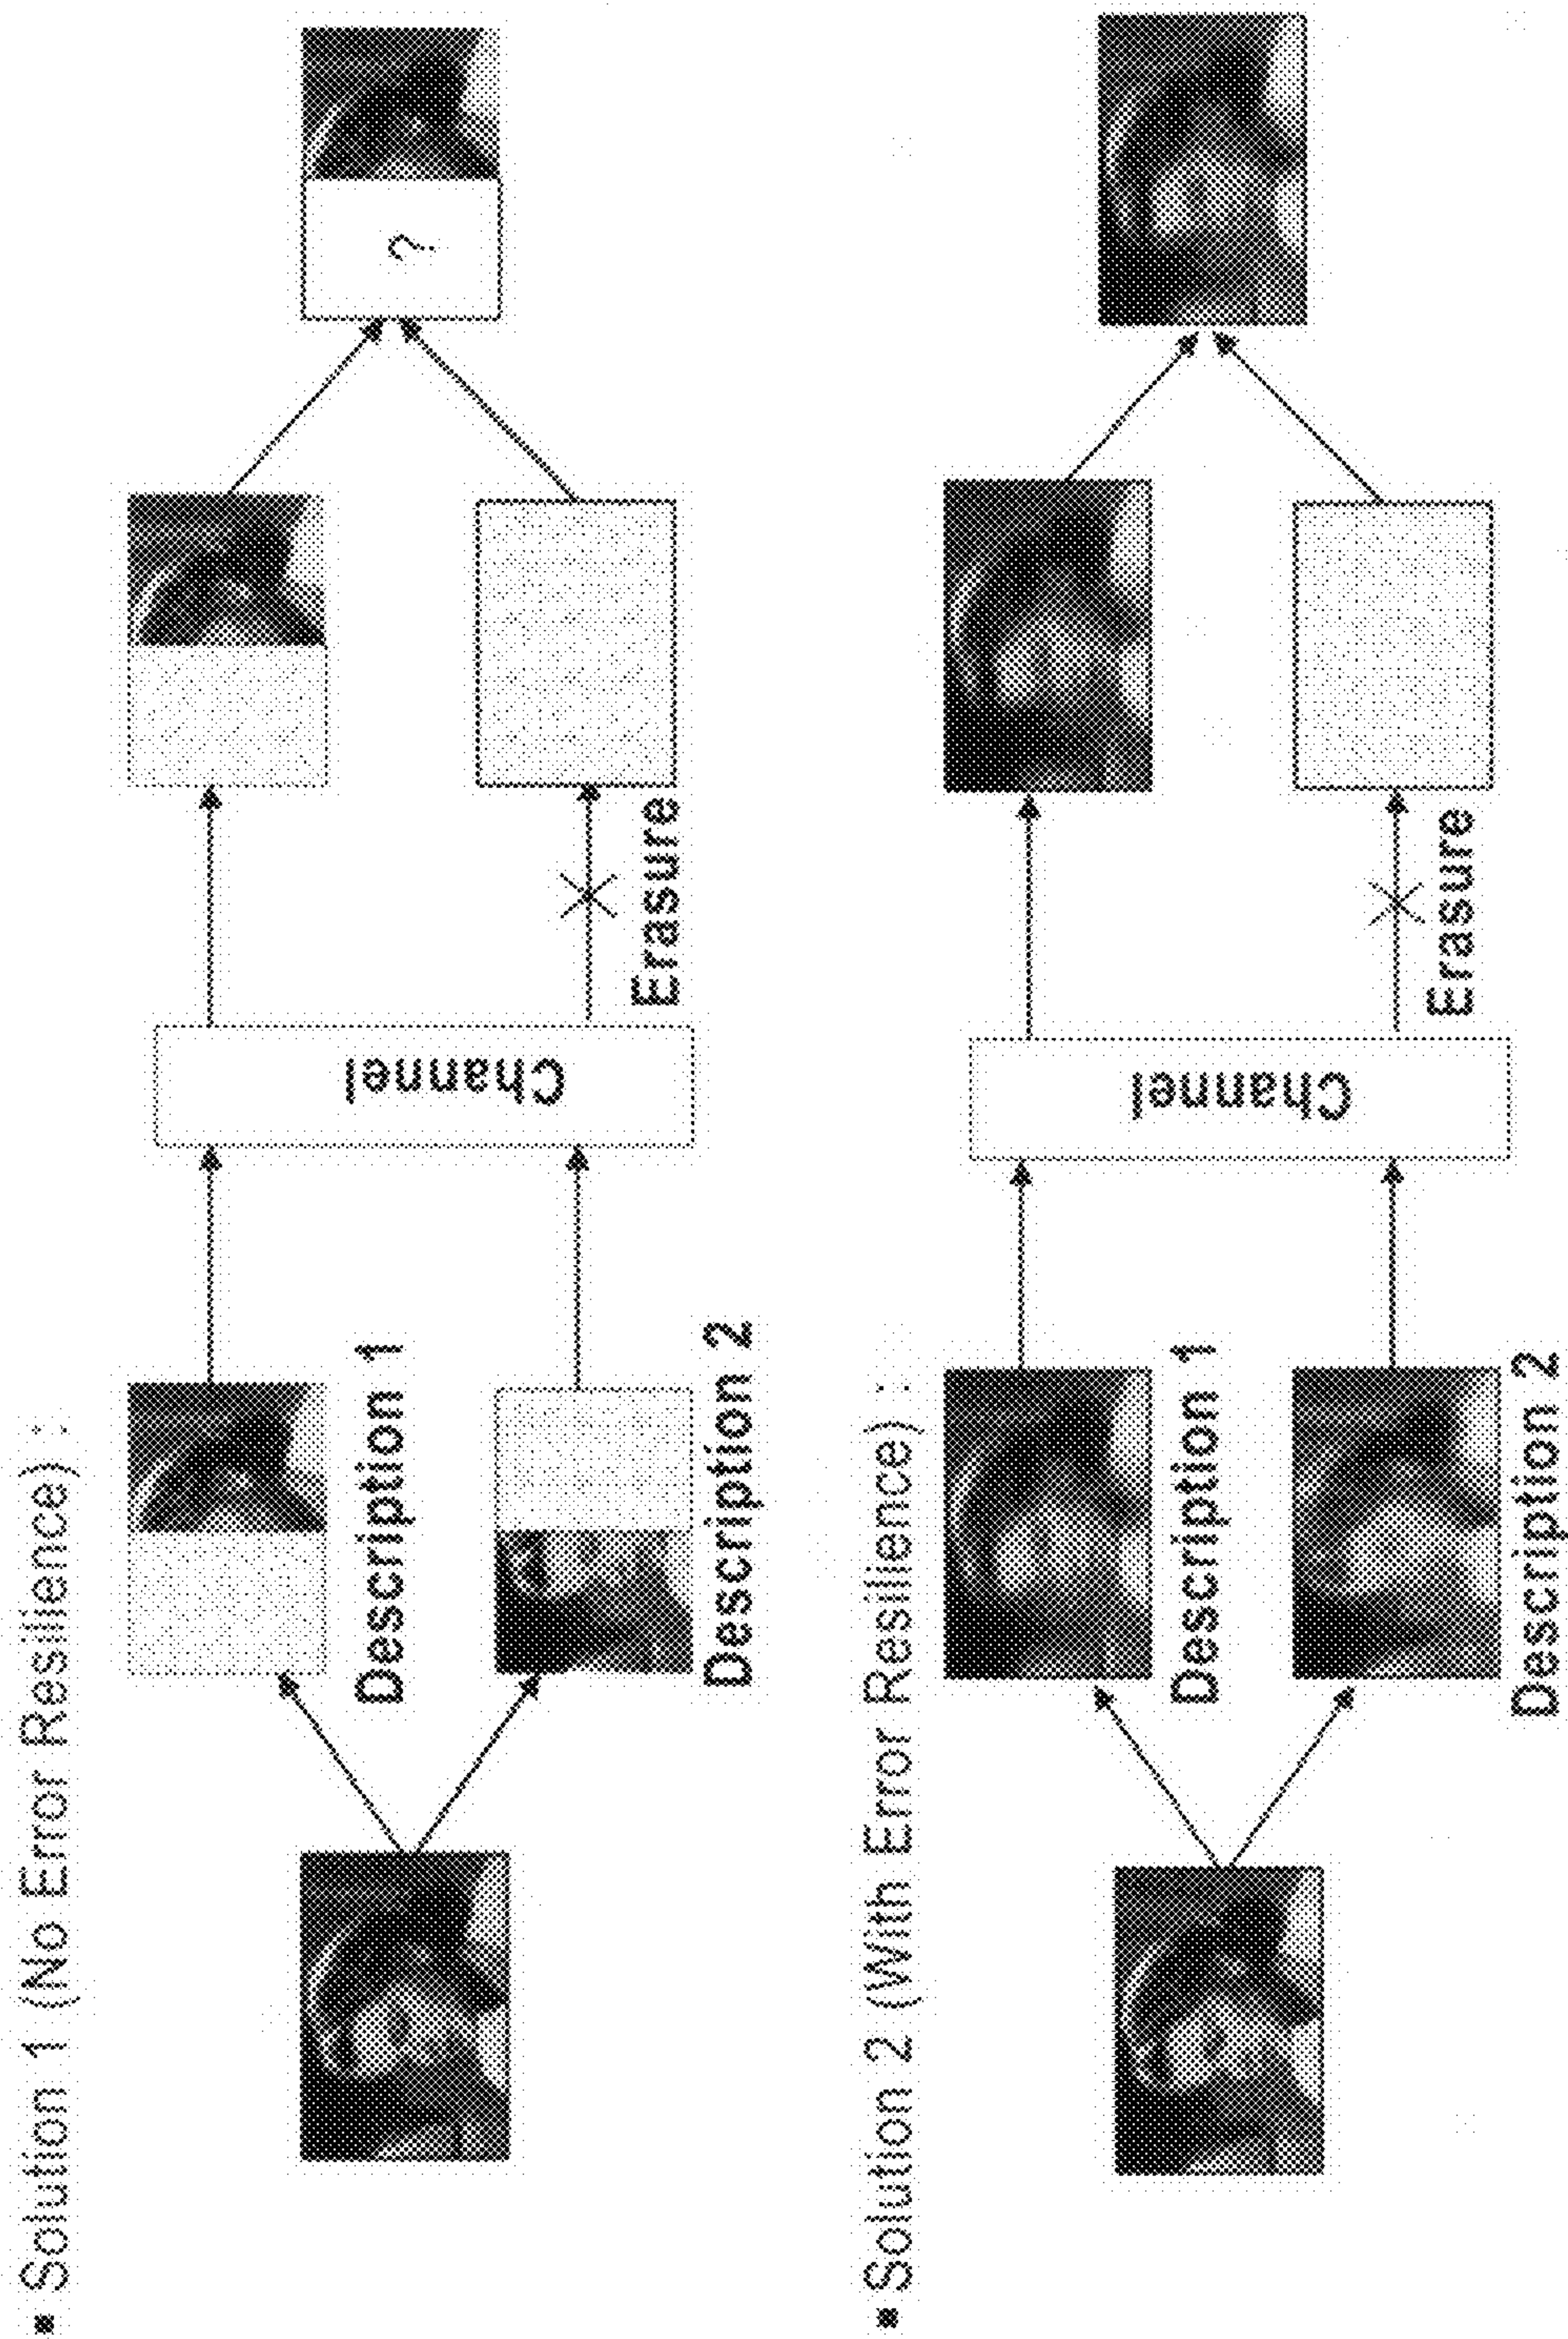 ▪ Solution 1 (No Error Resilience) :
Description 1
Description 2
Channel
Erasure
?
▪ Solution 2 (With Error Resilience) :
Description 1
Description 2
Channel
Erasure